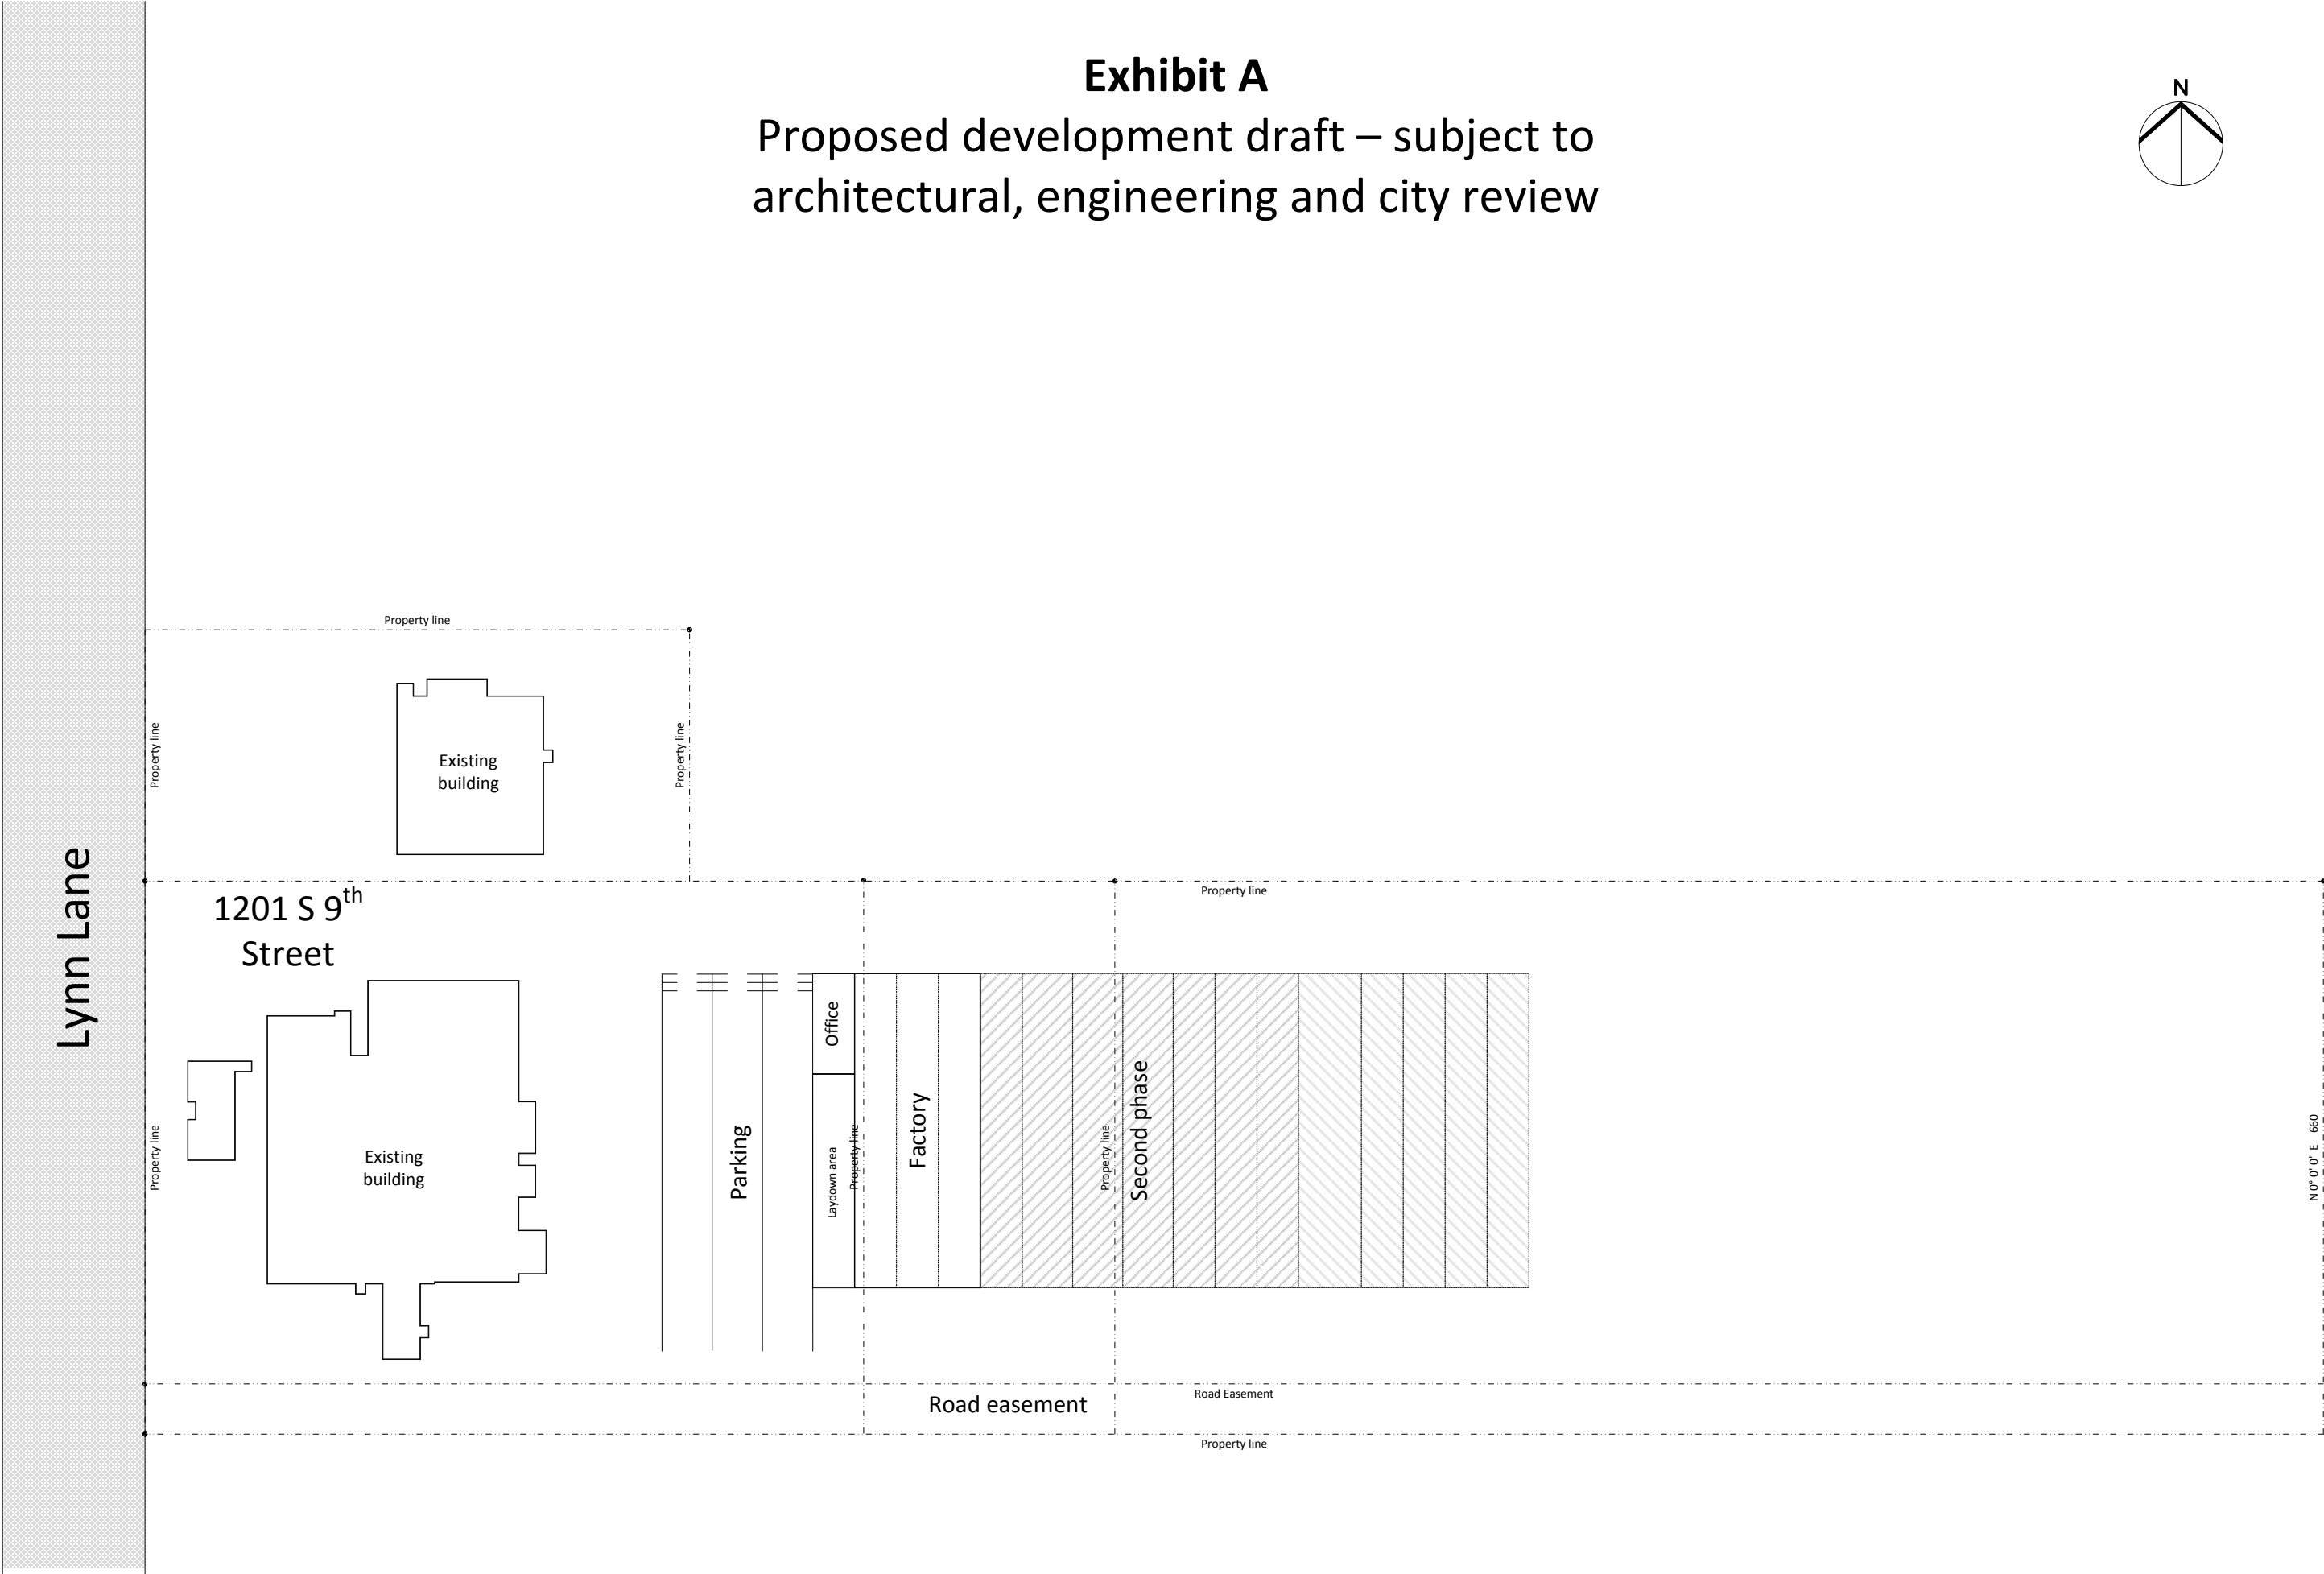 Exhibit A
Proposed development draft – subject to
architectural, engineering and city review
N
Lynn Lane
Property line
Property line
Property line
Existing
building
1201 S 9th
Street
Property line
Property line
Existing
building
Parking
Office
Laydown area
Property line
Factory
Property line
Second phase
N 0° 0' 0" E 660
Road Easement
Road easement
Property line